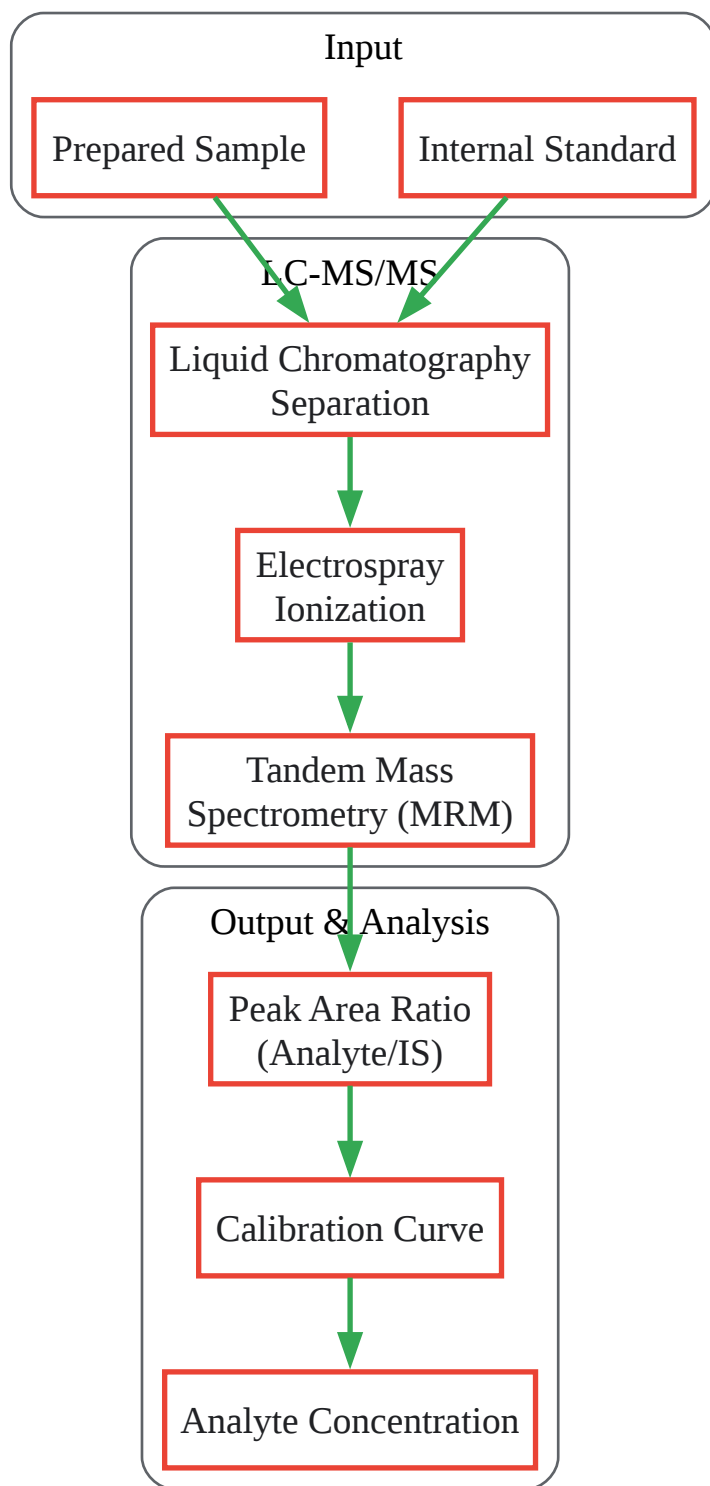 Input
Prepared Sample
Internal Standard
LC-MS/MS
Liquid Chromatography
Separation
Electrospray
Ionization
Tandem Mass
Spectrometry (MRM)
Output & Analysis
Peak Area Ratio
(Analyte/IS)
Calibration Curve
Analyte Concentration